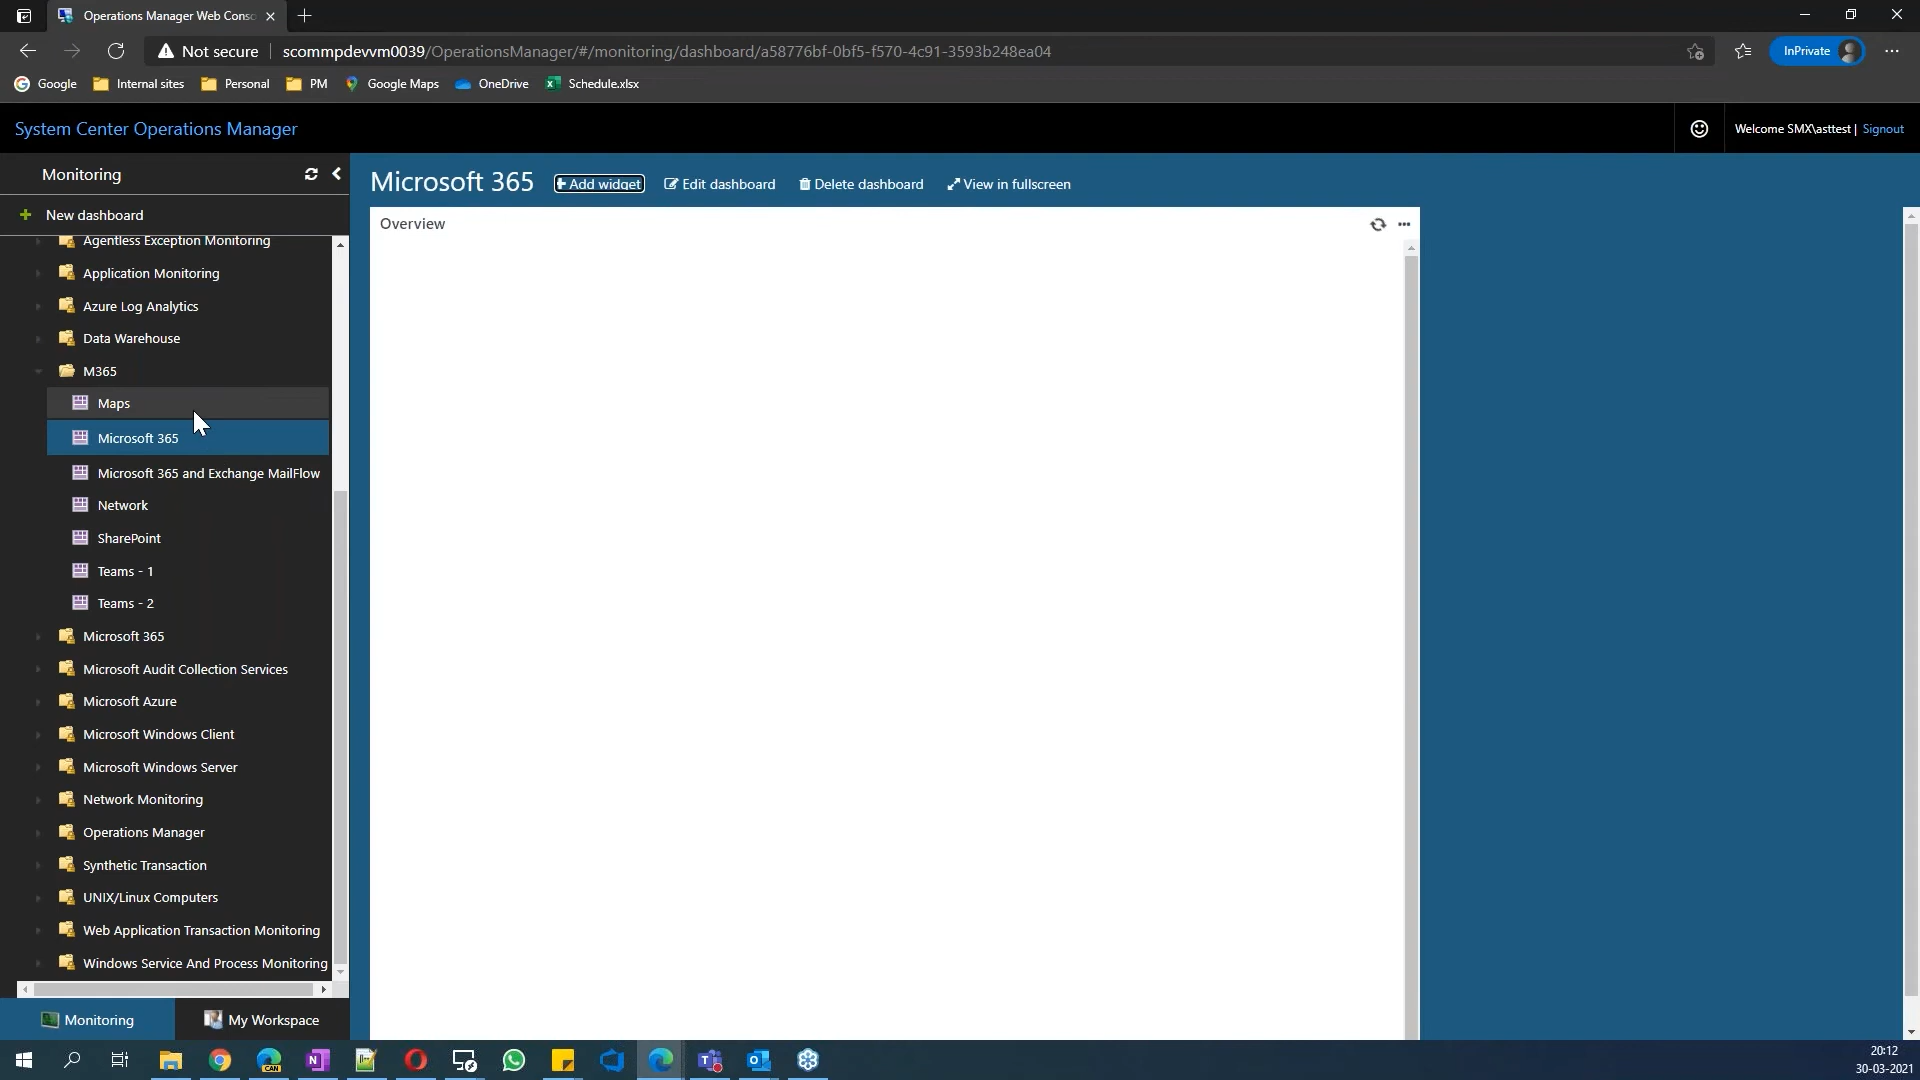 Operations Manager Web Conso
Not secure
scommpdevvm0039/OperationsManager/#/monitoring/dashboard/a58776bf-0bf5-f570-4c91-3593b248ea04
InPrivate
Google
Internal sites
Personal
PM
Google Maps
OneDrive
Schedule.xlsx
System Center Operations Manager
Welcome SMX\asttest | Signout
Monitoring
New dashboard
Microsoft 365
Add widget
Edit dashboard
Delete dashboard
View in fullscreen
Overview
Agentless Exception Monitoring
Application Monitoring
Azure Log Analytics
Data Warehouse
M365
Maps
Microsoft 365
Microsoft 365 and Exchange MailFlow
Network
SharePoint
Teams - 1
Teams - 2
Microsoft 365
Microsoft Audit Collection Services
Microsoft Azure
Microsoft Windows Client
Microsoft Windows Server
Network Monitoring
Operations Manager
Synthetic Transaction
UNIX/Linux Computers
Web Application Transaction Monitoring
Windows Service And Process Monitoring
Monitoring
My Workspace
CAN
20:12
30-03-2021